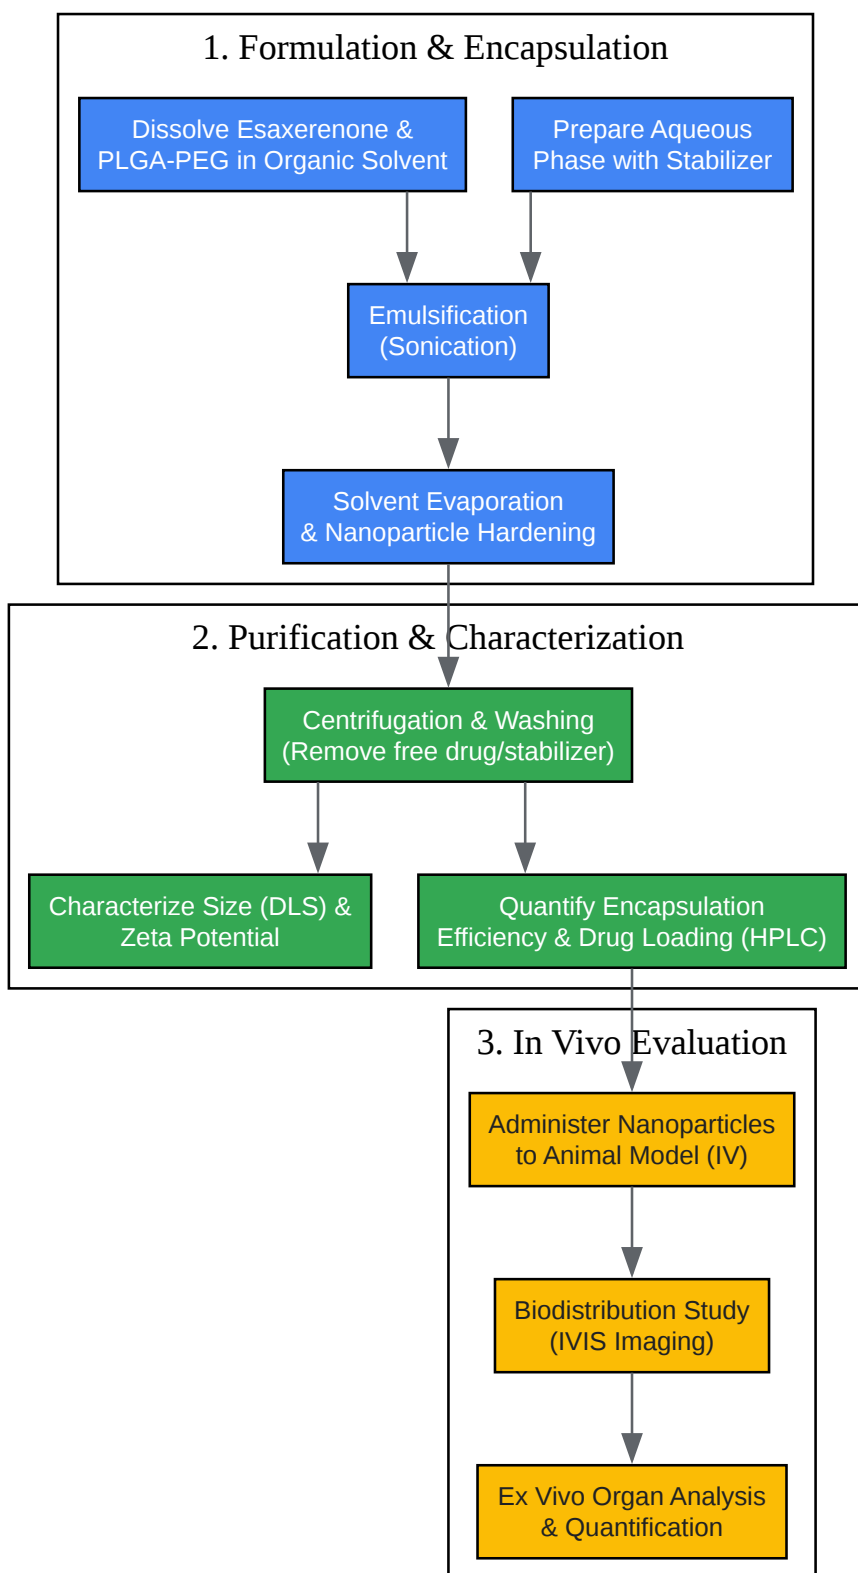 1. Formulation & Encapsulation
Dissolve Esaxerenone &
PLGA-PEG in Organic Solvent
Prepare Aqueous
Phase with Stabilizer
Emulsification
(Sonication)
Solvent Evaporation
& Nanoparticle Hardening
2. Purification & Characterization
Centrifugation & Washing
(Remove free drug/stabilizer)
Characterize Size (DLS) &
Zeta Potential
Quantify Encapsulation
Efficiency & Drug Loading (HPLC)
3. In Vivo Evaluation
Administer Nanoparticles
to Animal Model (IV)
Biodistribution Study
(IVIS Imaging)
Ex Vivo Organ Analysis
& Quantification